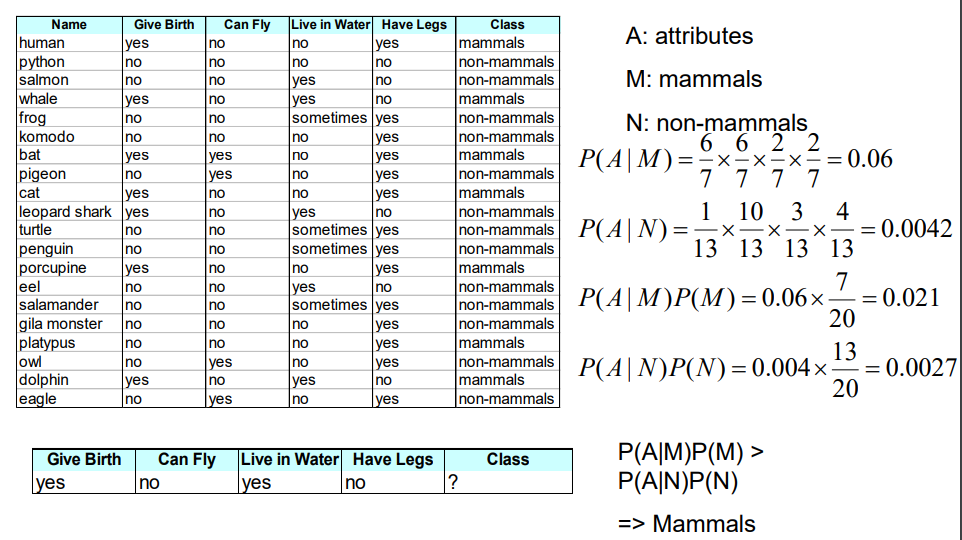 Name Give Birth Can Fly Live in Water Have Legs Class
human yes no no yes mammals
python no no no no non-mammals
salmon no no yes no non-mammals
whale yes no yes no mammals
frog no no sometimes yes non-mammals
komodo no no no yes non-mammals
bat yes yes no yes mammals
pigeon no yes no yes non-mammals
cat yes no no yes mammals
leopard shark yes no yes no non-mammals
turtle no no sometimes yes non-mammals
penguin no no sometimes yes non-mammals
porcupine yes no no yes mammals
eel no no yes no non-mammals
salamander no no sometimes yes non-mammals
gila monster no no no yes non-mammals
platypus no no no yes mammals
owl no yes no yes non-mammals
dolphin yes no yes no mammals
eagle no yes no yes non-mammals
Give Birth Can Fly Live in Water Have Legs Class
yes no yes no ?
A: attributes
M: mammals
N: non-mammals
P(A | M) = 6/7 × 6/7 × 2/7 × 2/7 = 0.06
P(A | N) = 1/13 × 10/13 × 3/13 × 4/13 = 0.0042
P(A | M)P(M) = 0.06 × 7/20 = 0.021
P(A | N)P(N) = 0.004 × 13/20 = 0.0027
P(A|M)P(M) >
P(A|N)P(N)
=> Mammals